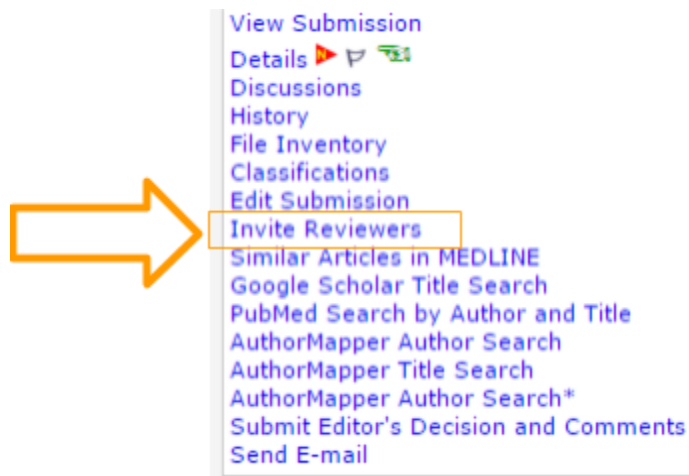 View Submission
Details
Discussions
History
File Inventory
Classifications
Edit Submission
Invite Reviewers
Similar Articles in MEDLINE
Google Scholar Title Search
PubMed Search by Author and Title
AuthorMapper Author Search
AuthorMapper Title Search
AuthorMapper Author Search*
Submit Editor's Decision and Comments
Send E-mail